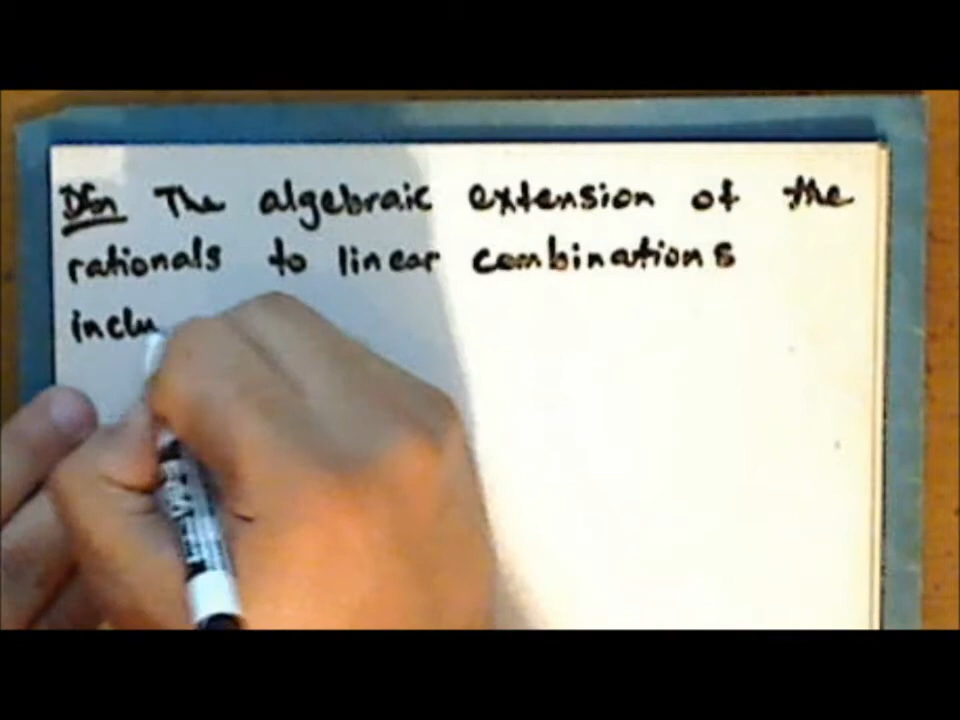 Dfn The algebraic extension of the
rationals to linear combinations
inclu